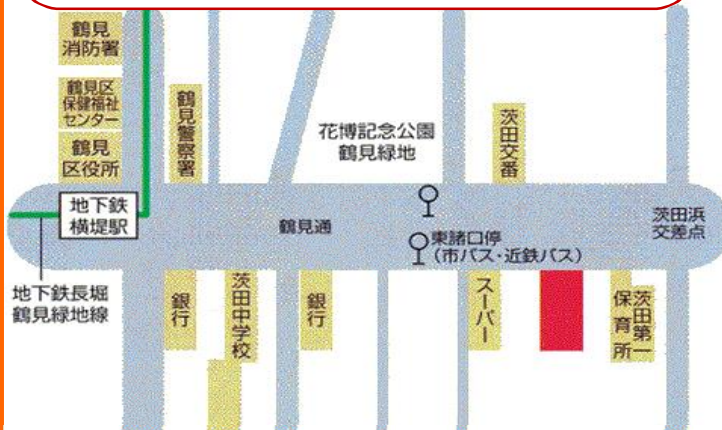 鶴見
消防署
鶴見区
保健福祉
センター
鶴見
区役所
鶴見警察署
花博記念公園
鶴見緑地
茨田交番
地下鉄
横堤駅
鶴見通
東諸口停
(市バス・近鉄バス)
茨田浜
交差点
地下鉄長堀
鶴見緑地線
銀行
茨田中学校
銀行
スーパー
茨田第一
保育所